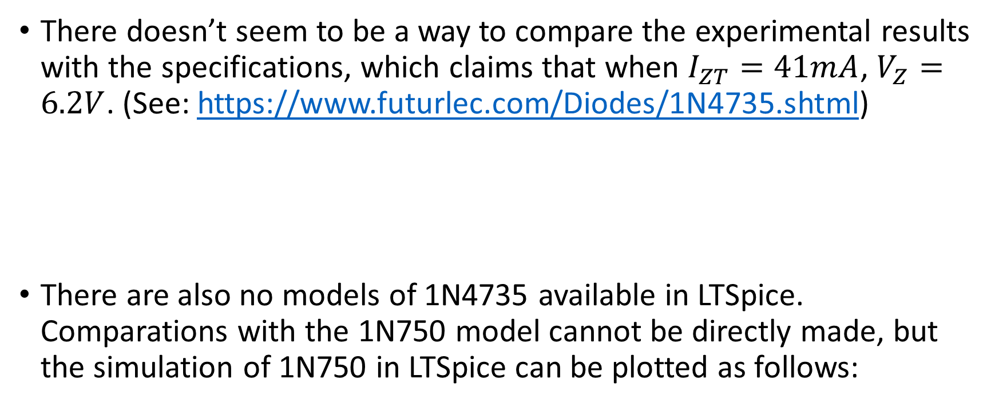 • There doesn’t seem to be a way to compare the experimental results
with the specifications, which claims that when I_ZT = 41mA, V_Z =
6.2V. (See: https://www.futurlec.com/Diodes/1N4735.shtml)
• There are also no models of 1N4735 available in LTSpice.
Comparations with the 1N750 model cannot be directly made, but
the simulation of 1N750 in LTSpice can be plotted as follows: